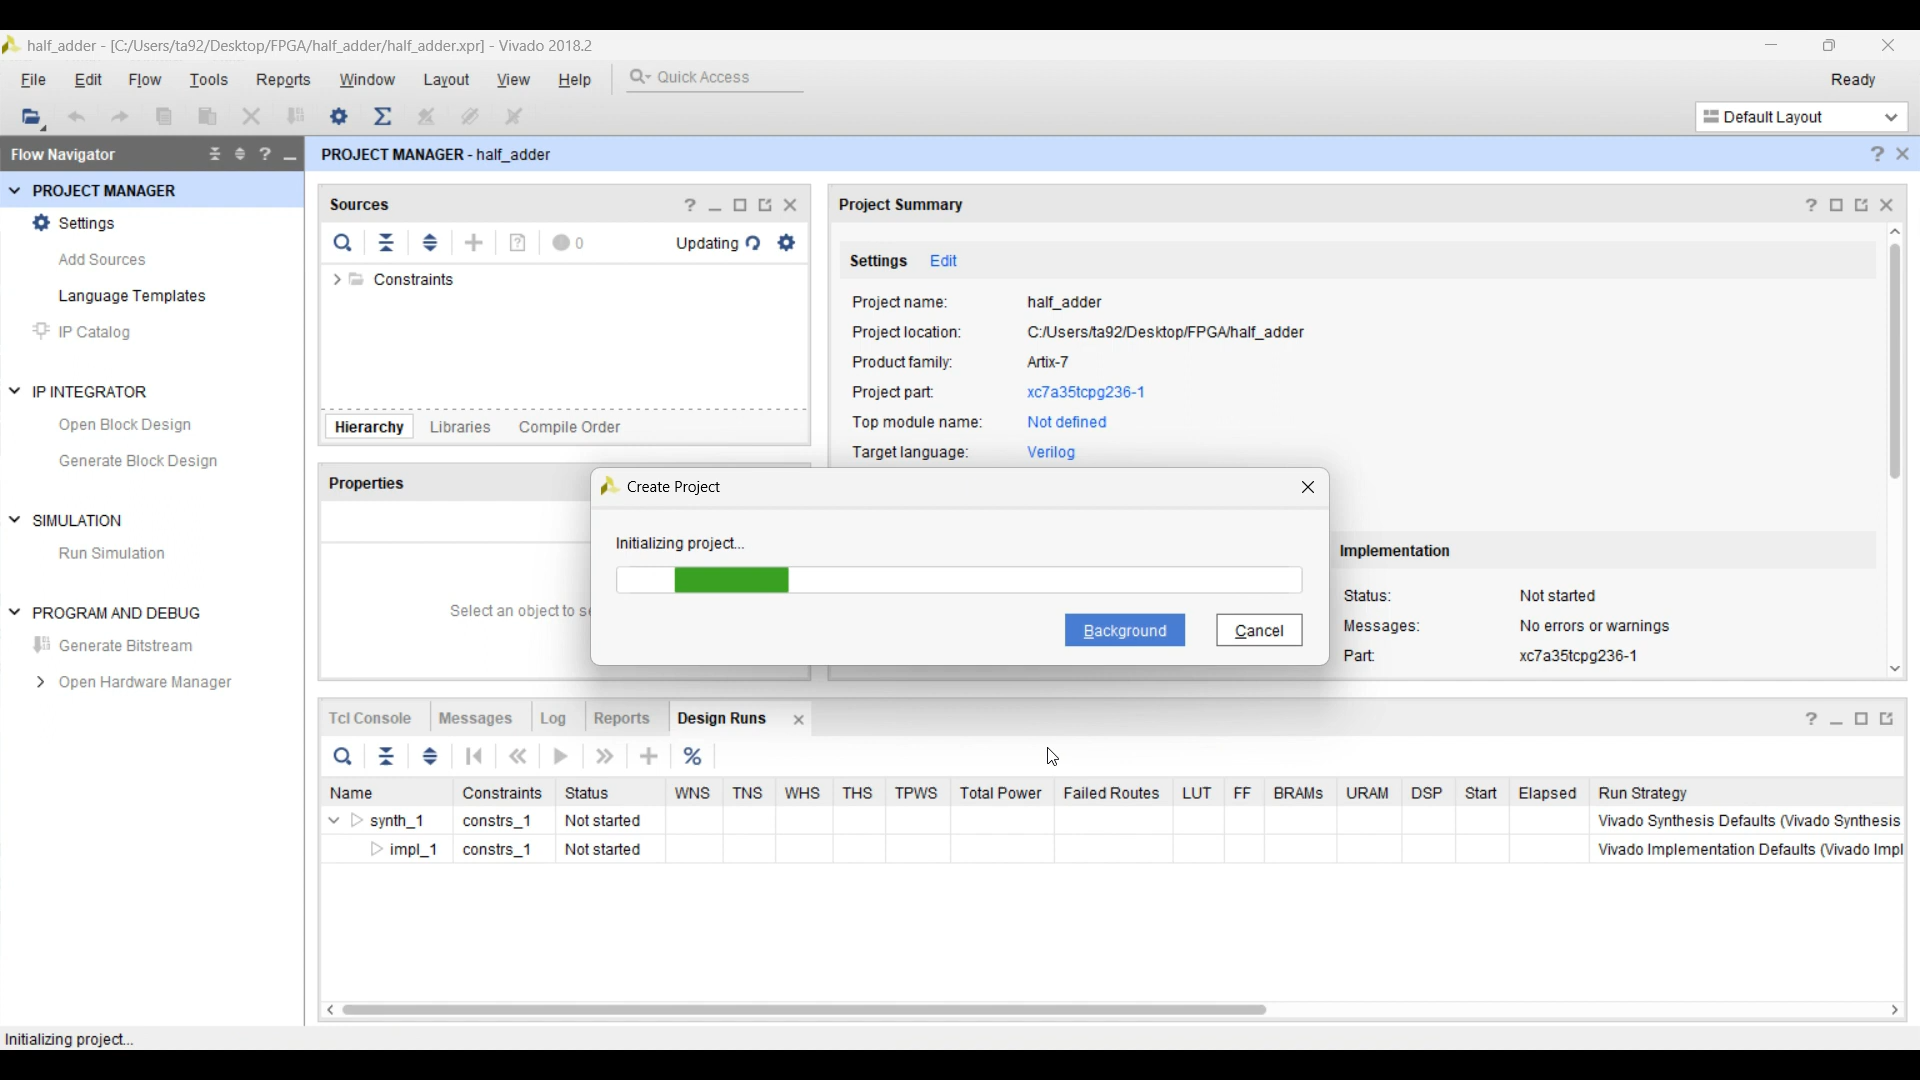 half_adder - [C:/Users/ta92/Desktop/FPGA/half_adder/half_adder.xpr] - Vivado 2018.2
File Edit Flow Tools Reports Window Layout View Help Quick Access Ready
Default Layout
Flow Navigator
PROJECT MANAGER - half_adder
PROJECT MANAGER
Settings
Add Sources
Language Templates
IP Catalog
IP INTEGRATOR
Open Block Design
Generate Block Design
SIMULATION
Run Simulation
PROGRAM AND DEBUG
Generate Bitstream
Open Hardware Manager
Sources
0 Updating
Constraints
Hierarchy Libraries Compile Order
Properties
Select an object to se
Project Summary
Settings Edit
Project name: half_adder
Project location: C:/Users/ta92/Desktop/FPGA/half_adder
Product family: Artix-7
Project part: xc7a35tcpg236-1
Top module name: Not defined
Target language: Verilog
Implementation
Status: Not started
Messages: No errors or warnings
Part: xc7a35tcpg236-1
Create Project
Initializing project...
Background Cancel
Tcl Console Messages Log Reports Design Runs
Name Constraints Status WNS TNS WHS THS TPWS Total Power Failed Routes LUT FF BRAMs URAM DSP Start Elapsed Run Strategy
synth_1 constrs_1 Not started Vivado Synthesis Defaults (Vivado Synthesis
impl_1 constrs_1 Not started Vivado Implementation Defaults (Vivado Impl
Initializing project...